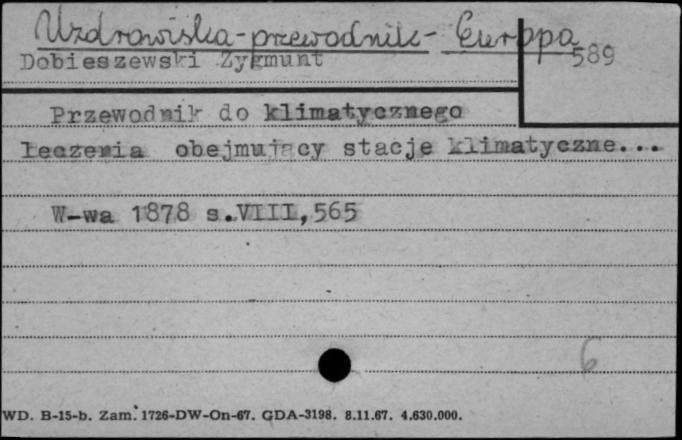 Uzdrowiska-przewodnik- Europa
589
Dobieszewski Zygmunt
Przewodnik do klimatycznego
leczenia obejmujący stacje klimatyczne...
W-wa 1878 s.VIII,565
6
WD. B-15-b. Zam. 1726-DW-On-67. GDA-3198. 8.11.67. 4.630.000.